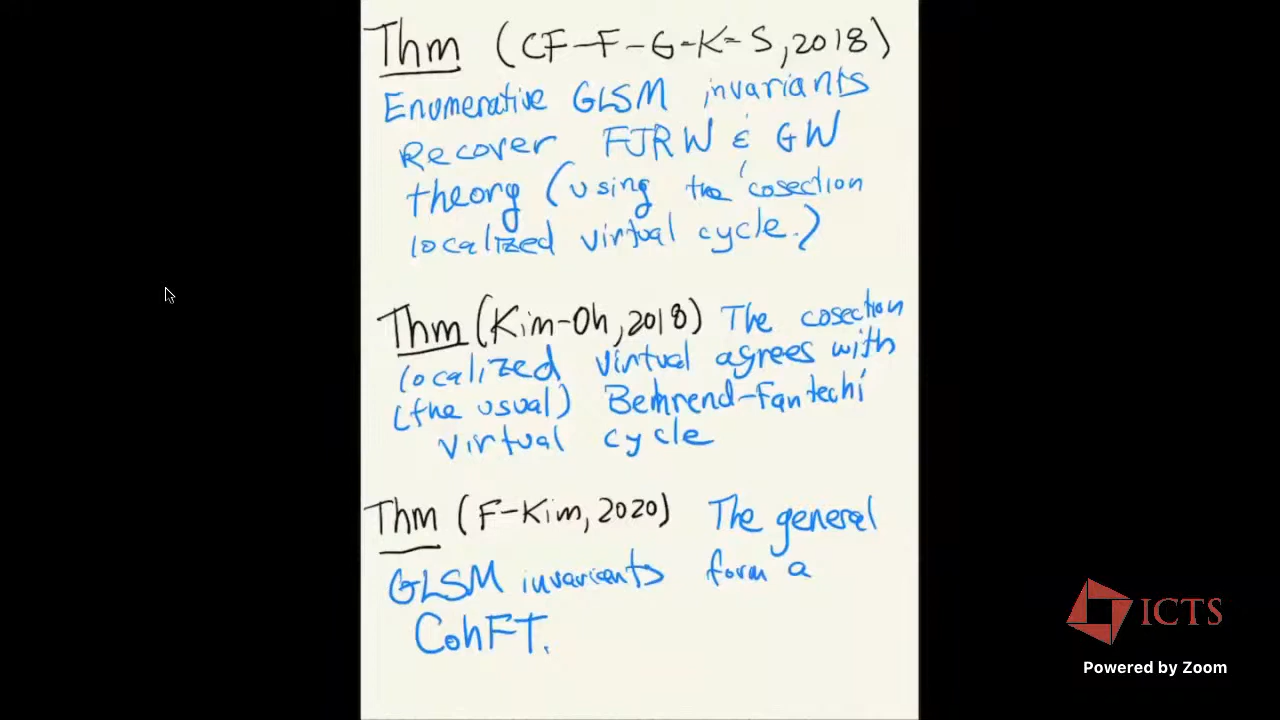 Thm (CF-F-G-K-S, 2018)
Enumerative GLSM invariants
Recover FJRW & GW
theory (using the cosection
localized virtual cycle.)
Thm (Kim-Oh, 2018) The cosection
localized virtual agrees with
(the usual) Behrend-Fantechi
virtual cycle
Thm (F-Kim, 2020) The general
GLSM invariants form a
CohFT.
ICTS
Powered by Zoom